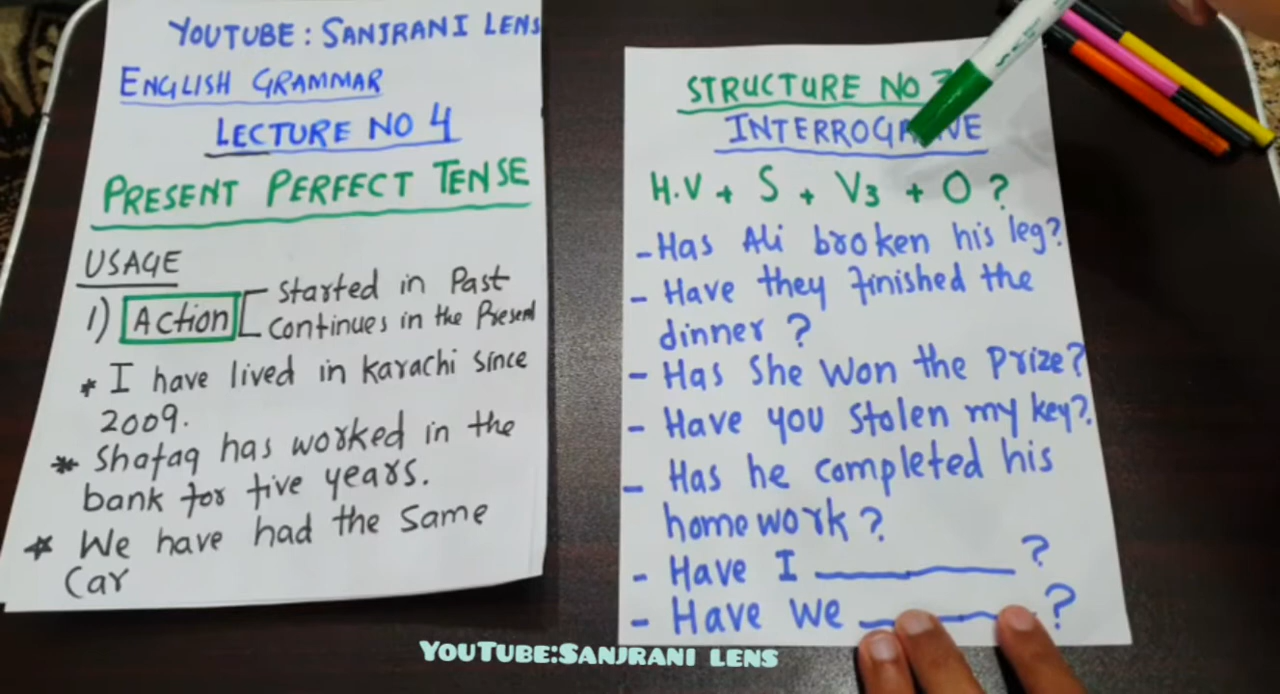 YOUTUBE: SANJRANI LENS
ENGLISH GRAMMAR
LECTURE NO 4
PRESENT PERFECT TENSE
USAGE
1) Action Started in Past
Continues in the Present
* I have lived in Karachi since
2009.
* Shafaq has worked in the
bank for five years.
* We have had the Same
Car
STRUCTURE NO
H.V + S + V3 + O ?
- Has Ali broken his leg?
- Have they finished the
dinner ?
- Has She Won the Prize?
- Have you Stolen my key?
- Has he completed his
homework ?
- Have I ______ ?
- Have We ______ ?
YOUTUBE:SANJRANI LENS